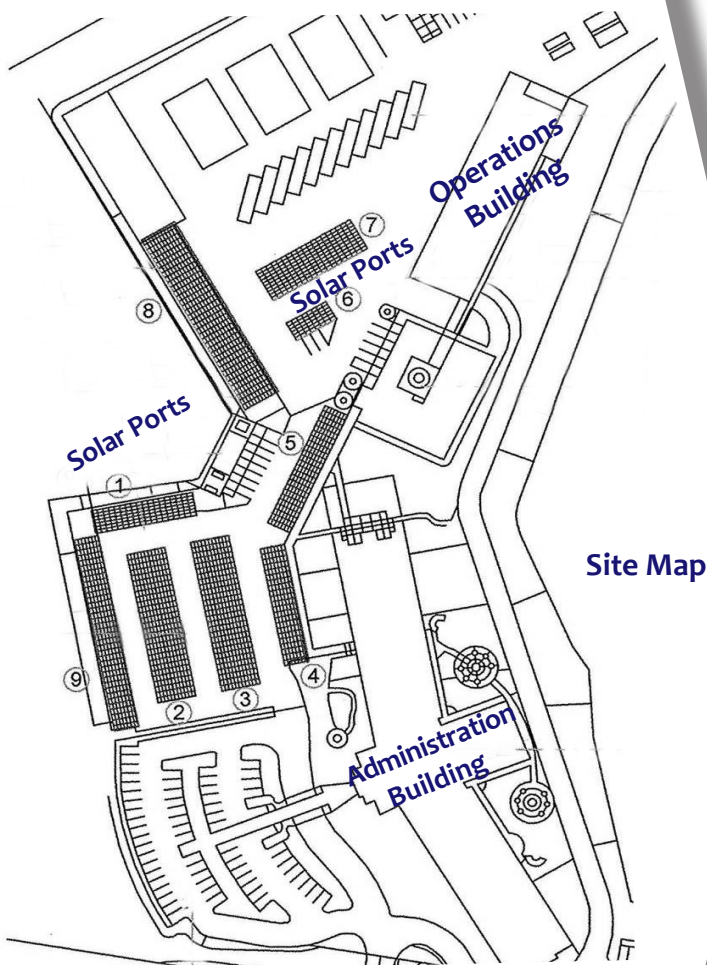 Operations
Building
7
Solar Ports
6
8
Solar Ports
5
1
Site Map
9
4
3
2
Administration
Building